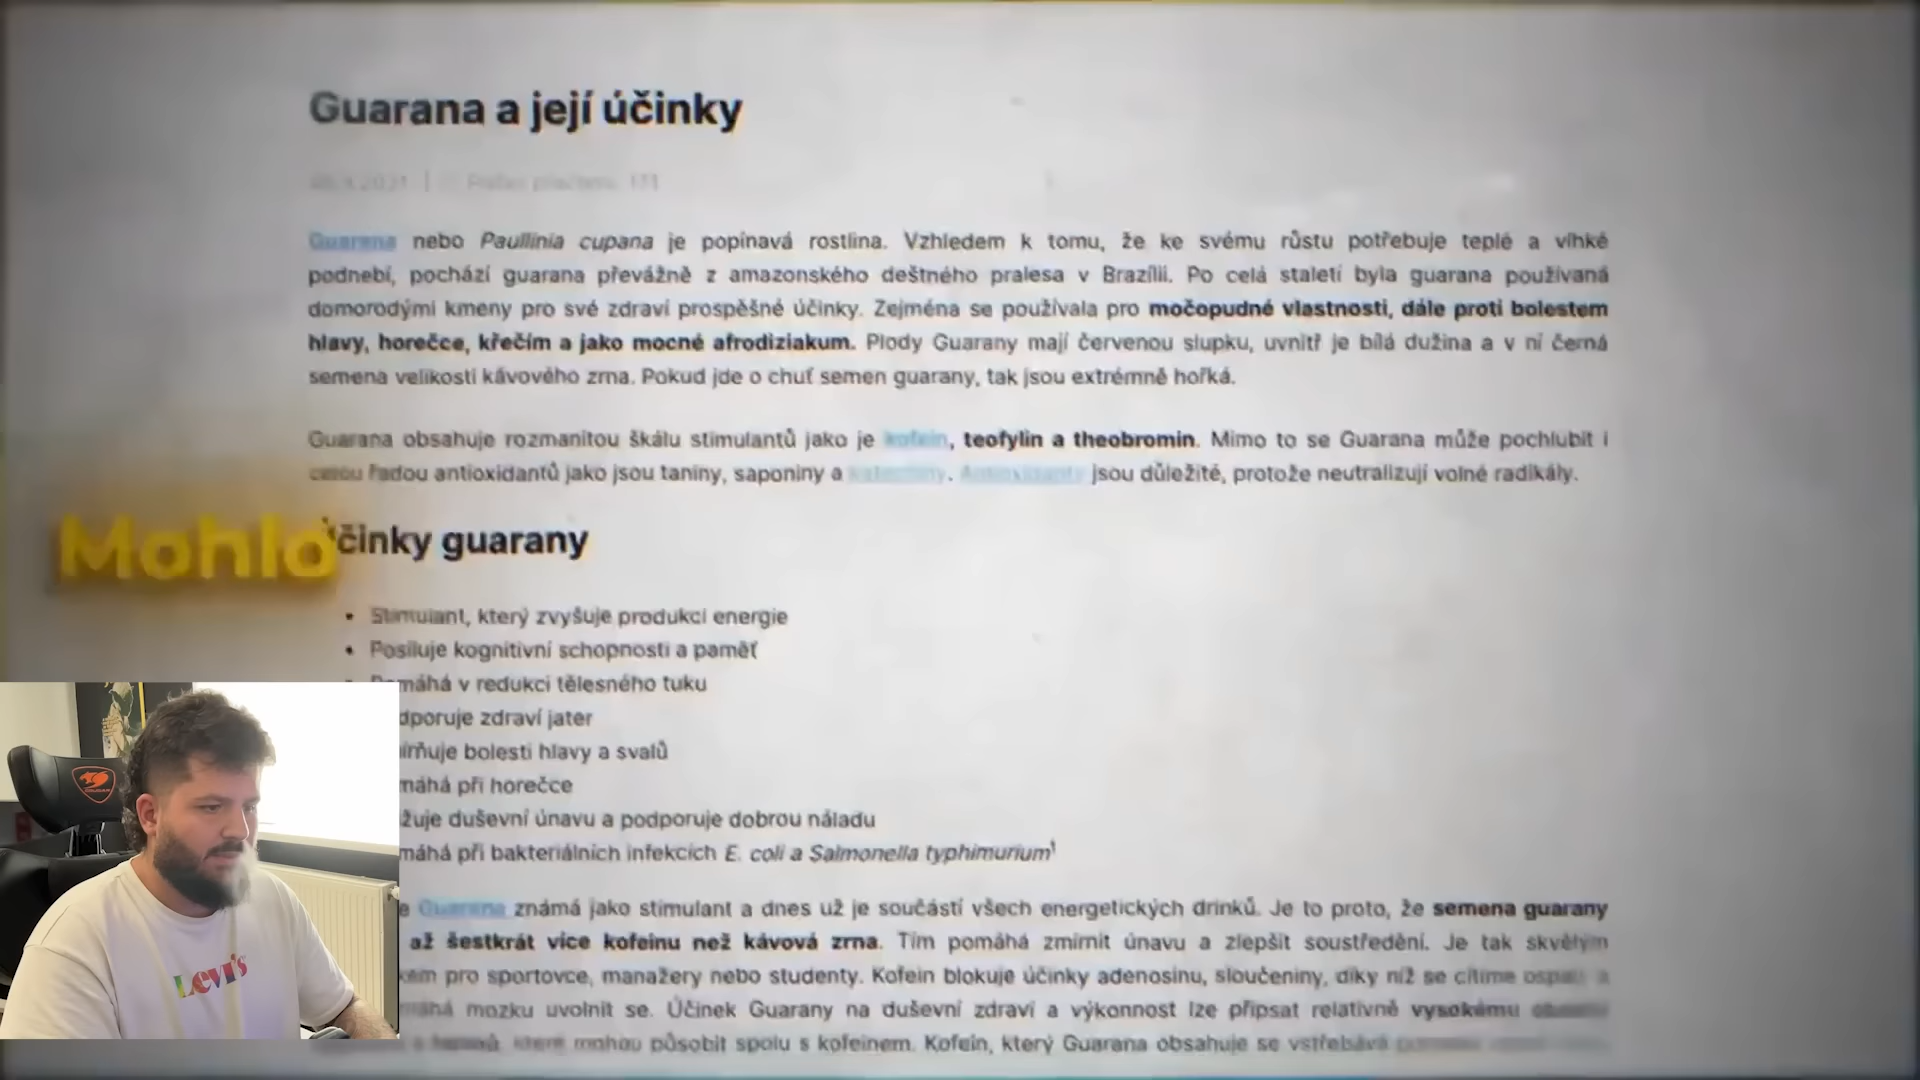 Guarana a její účinky
Guarana nebo Paullinia cupana je popínavá rostlina. Vzhledem k tomu, že ke svému růstu potřebuje teplé a vlhké
podnebí, pochází guarana převážně z amazonského deštného pralesa v Brazílii. Po celá staletí byla guarana používaná
domorodými kmeny pro své zdraví prospěšné účinky. Zejména se používala pro močopudné vlastnosti, dále proti bolestem
hlavy, horečce, křečím a jako mocné afrodiziakum. Plody Guarany mají červenou slupku, uvnitř je bílá dužina a v ní černá
semena velikosti kávového zrna. Pokud jde o chuť semen guarany, tak jsou extrémně hořká.
Guarana obsahuje rozmanitou škálu stimulantů jako je kofein, teofylin a theobromin. Mimo to se Guarana může pochlubit i
celou řadou antioxidantů jako jsou taniny, saponiny a katechiny. Antioxidanty jsou důležité, protože neutralizují volné radikály.
Mohlo
činky guarany
• Stimulant, který zvyšuje produkci energie
• Posiluje kognitivní schopnosti a paměť
máhá v redukci tělesného tuku
dporuje zdraví jater
írňuje bolesti hlavy a svalů
máhá při horečce
žuje duševní únavu a podporuje dobrou náladu
máhá při bakteriálních infekcích E. coli a Salmonella typhimurium¹
e Guarana známá jako stimulant a dnes už je součástí všech energetických drinků. Je to proto, že semena guarany
až šestkrát více kofeinu než kávová zrna. Tím pomáhá zmírnit únavu a zlepšit soustředění. Je tak skvělým
pro sportovce, manažery nebo studenty. Kofein blokuje účinky adenosinu, sloučeniny, díky níž se cítíme ospalí a
máhá mozku uvolnit se. Účinek Guarany na duševní zdraví a výkonnost lze připsat relativně vysokému
které mohou působit spolu s kofeinem. Kofein, který Guarana obsahuje se vstřebává
Levi's
COUGAR